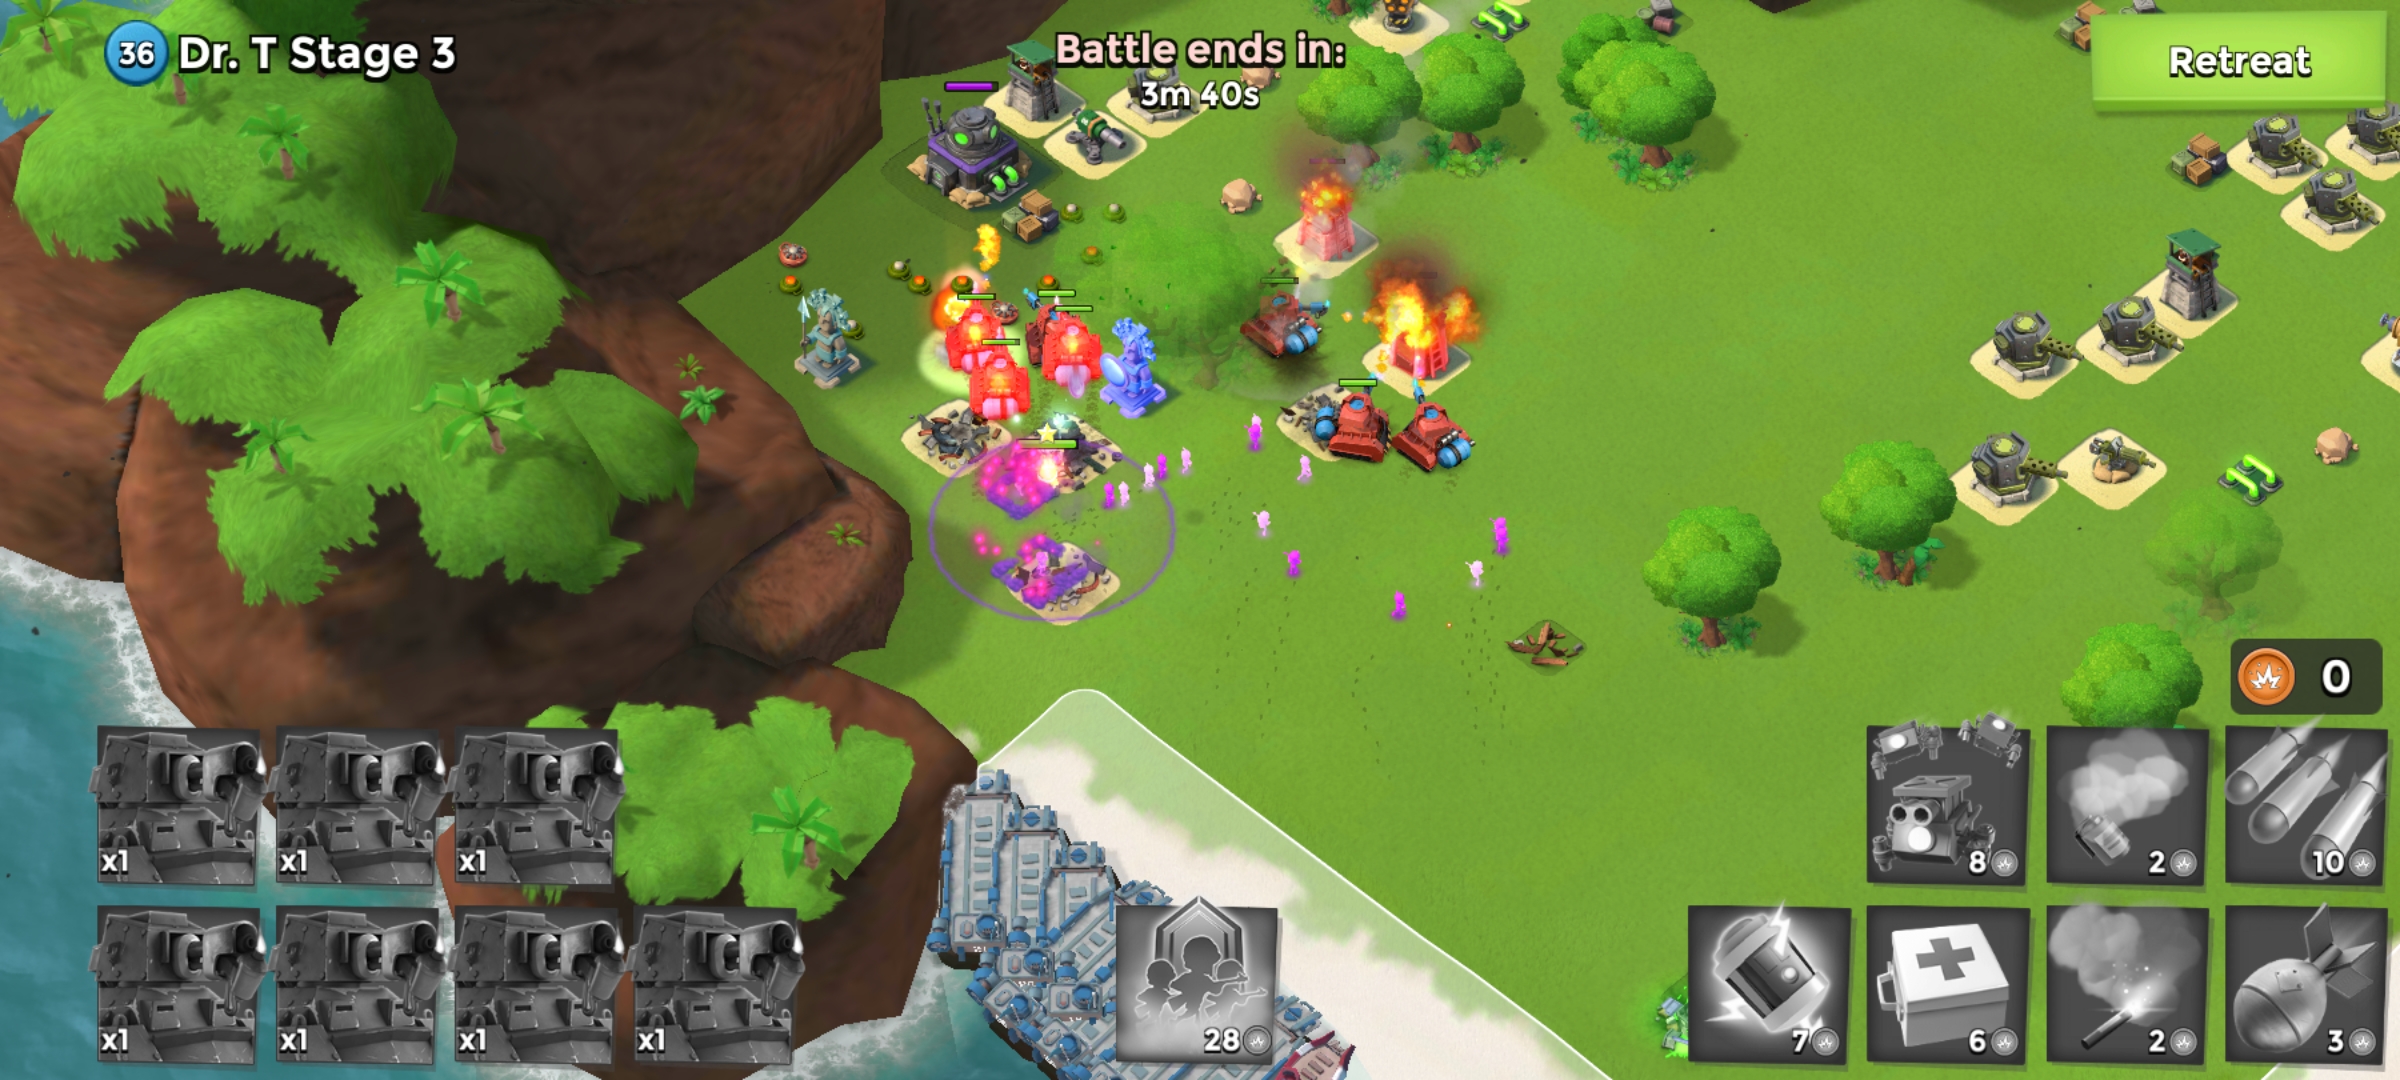 36 Dr. T Stage 3
Battle ends in:
3m 40s
Retreat
0
x1 x1 x1
8 2 10
x1 x1 x1 x1
28
7 6 2 3